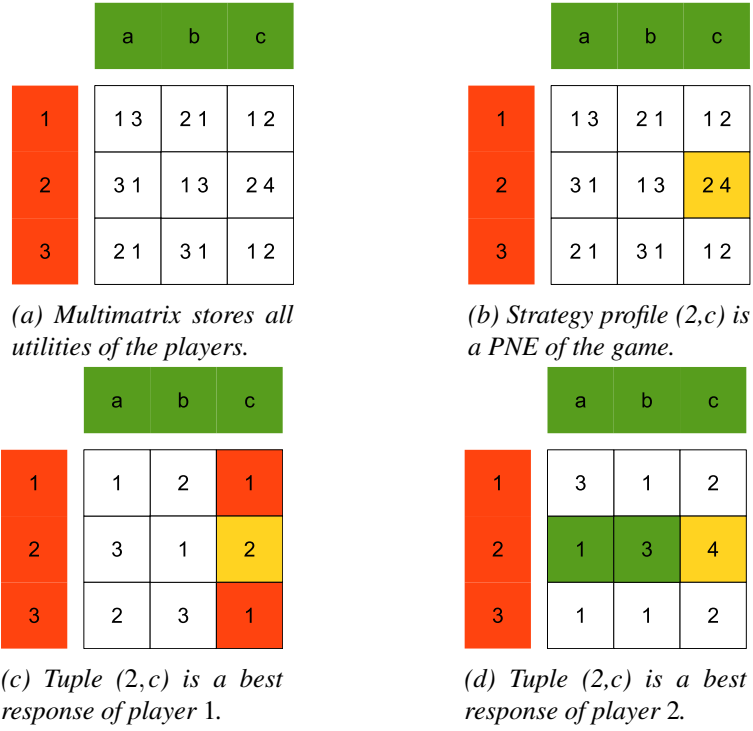 a b c
1 1 3 2 1 1 2
2 3 1 1 3 2 4
3 2 1 3 1 1 2
(a) Multimatrix stores all
utilities of the players.
a b c
1 1 3 2 1 1 2
2 3 1 1 3 2 4
3 2 1 3 1 1 2
(b) Strategy profile (2,c) is
a PNE of the game.
a b c
1 1 2 1
2 3 1 2
3 2 3 1
(c) Tuple (2, c) is a best
response of player 1.
a b c
1 3 1 2
2 1 3 4
3 1 1 2
(d) Tuple (2,c) is a best
response of player 2.